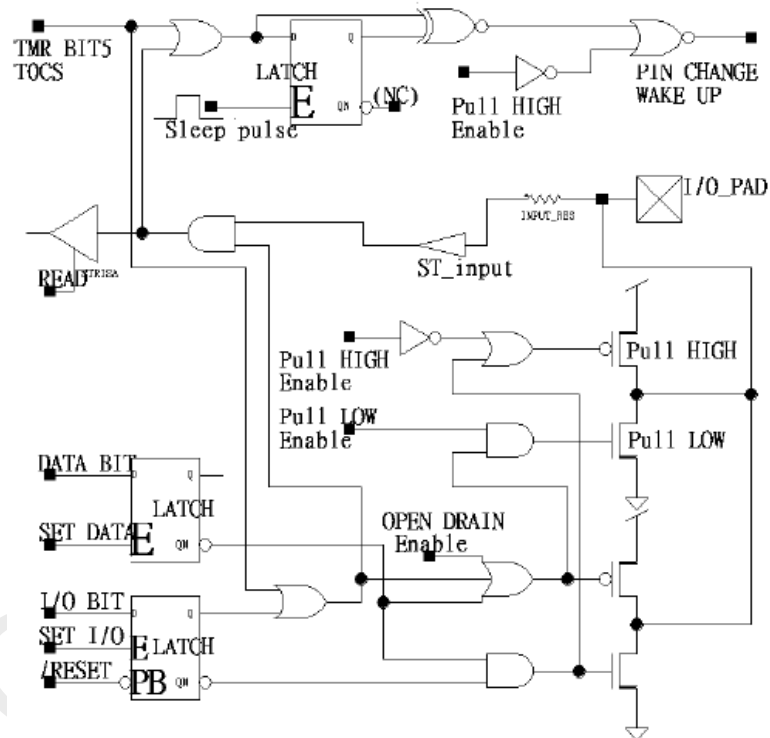 TMR BIT5
TOCS
D
Q
LATCH
E
QN
(NC)
Sleep pulse
Pull HIGH
Enable
PIN CHANGE
WAKE UP
I/O_PAD
INPUT_RES
ST_input
READ
TRISA
Pull HIGH
Enable
Pull HIGH
Pull LOW
Enable
Pull LOW
DATA BIT
D
Q
LATCH
SET DATA
E
QN
OPEN DRAIN
Enable
I/O BIT
D
Q
SET I/O
E
LATCH
/RESET
PB
QN